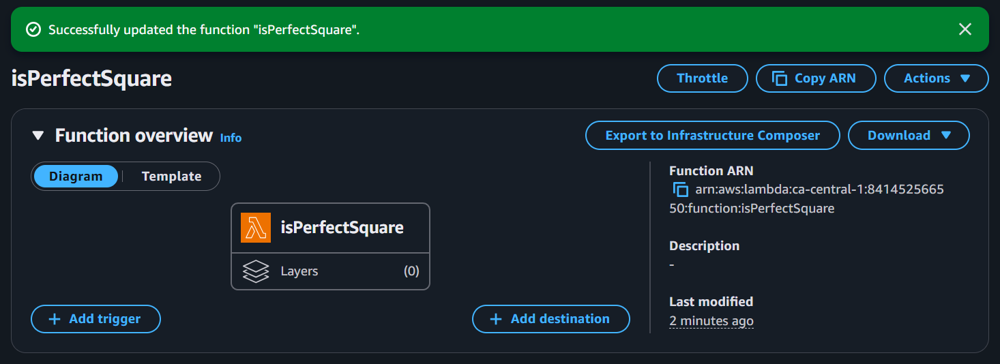 Successfully updated the function "isPerfectSquare".
isPerfectSquare
Throttle
Copy ARN
Actions
Function overview Info
Export to Infrastructure Composer
Download
Diagram
Template
isPerfectSquare
Layers (0)
Add trigger
Add destination
Function ARN
arn:aws:lambda:ca-central-1:8414525665
50:function:isPerfectSquare
Description
-
Last modified
2 minutes ago